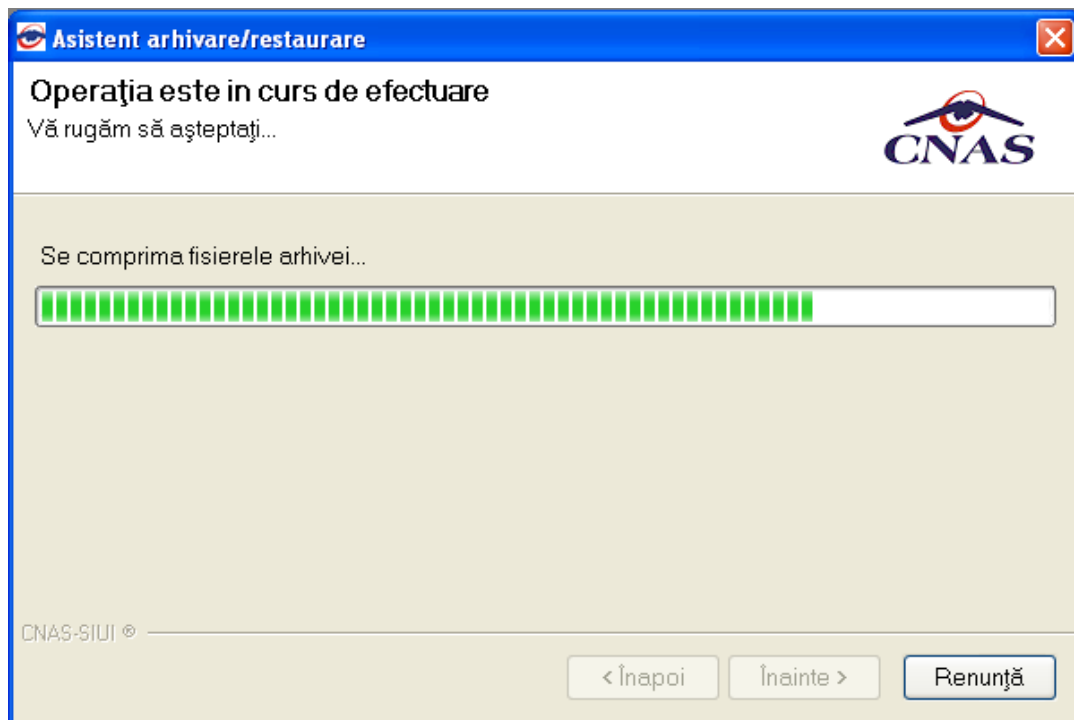 Asistent arhivare/restaurare
Operaţia este in curs de efectuare
Vă rugăm să aşteptaţi...
CNAS
Se comprima fisierele arhivei...
CNAS-SIUI ®
< Înapoi
Înainte >
Renunţă